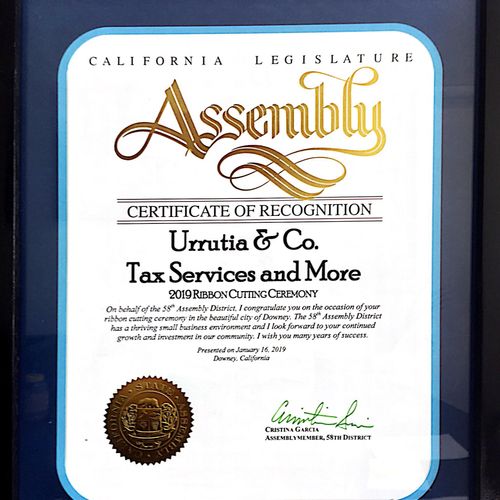 CALIFORNIA LEGISLATURE
Assembly
CERTIFICATE OF RECOGNITION
Urrutia & Co.
Tax Services and More
2019 RIBBON CUTTING CEREMONY
On behalf of the 58th Assembly District, I congratulate you on the occasion of your
ribbon cutting ceremony in the beautiful city of Downey. The 58th Assembly District
has a thriving small business environment and I look forward to your continued
growth and investment in our community. I wish you many years of success.
Presented on January 16, 2019
Downey, California
CRISTINA GARCIA
ASSEMBLYMEMBER, 58TH DISTRICT